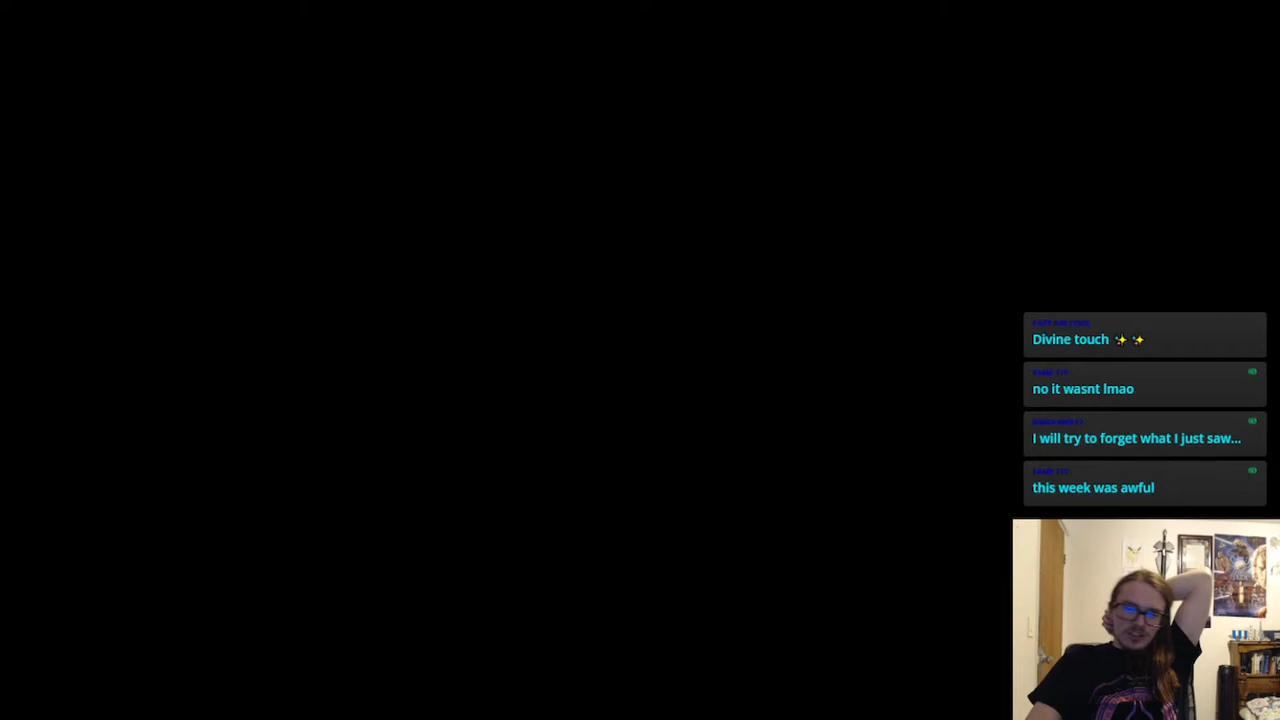 Divine touch ✨ ✨
no it wasnt lmao
I will try to forget what I just saw...
this week was awful